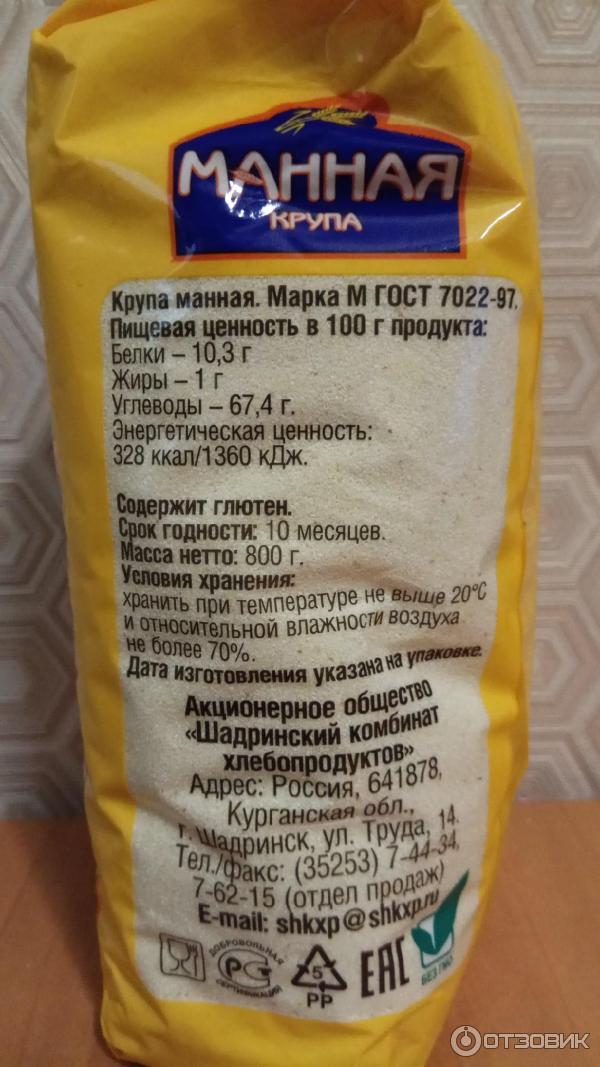 МАННАЯ
КРУПА
Крупа манная. Марка М ГОСТ 7022-97.
Пищевая ценность в 100 г продукта:
Белки – 10,3 г
Жиры – 1 г
Углеводы – 67,4 г.
Энергетическая ценность:
328 ккал/1360 кДж.
Содержит глютен.
Срок годности: 10 месяцев.
Масса нетто: 800 г.
Условия хранения:
хранить при температуре не выше 20°С
и относительной влажности воздуха
не более 70%.
Дата изготовления указана на упаковке.
Акционерное общество
«Шадринский комбинат
хлебопродуктов»
Адрес: Россия, 641878,
Курганская обл.,
г. Шадринск, ул. Труда, 14.
Тел./факс: (35253) 7-44-34,
7-62-15 (отдел продаж)
E-mail: shkxp@shkxp.ru
ДОБРОВОЛЬНАЯ
РСТ
СЕРТИФИКАЦИЯ
5
PP
EAC
БЕЗ ГМО
ОТЗОВИК